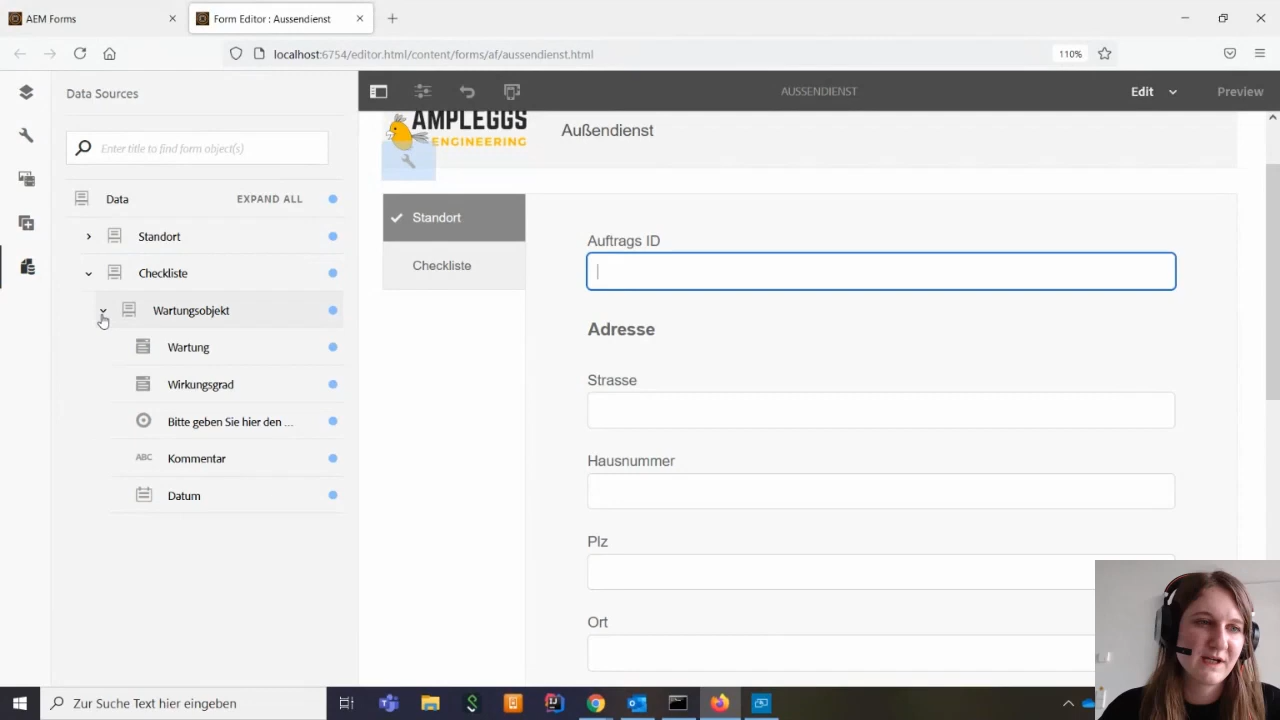 AEM Forms
Form Editor : Aussendienst
localhost:6754/editor.html/content/forms/af/aussendienst.html
110%
Data Sources
AUSSENDIENST
Edit
Preview
AMPLEGGS
ENGINEERING
Außendienst
Enter title to find form object(s)
Data
EXPAND ALL
Standort
Checkliste
Wartungsobjekt
Wartung
Wirkungsgrad
Bitte geben Sie hier den ...
ABC Kommentar
Datum
Standort
Checkliste
Auftrags ID
Adresse
Strasse
Hausnummer
Plz
Ort
Zur Suche Text hier eingeben